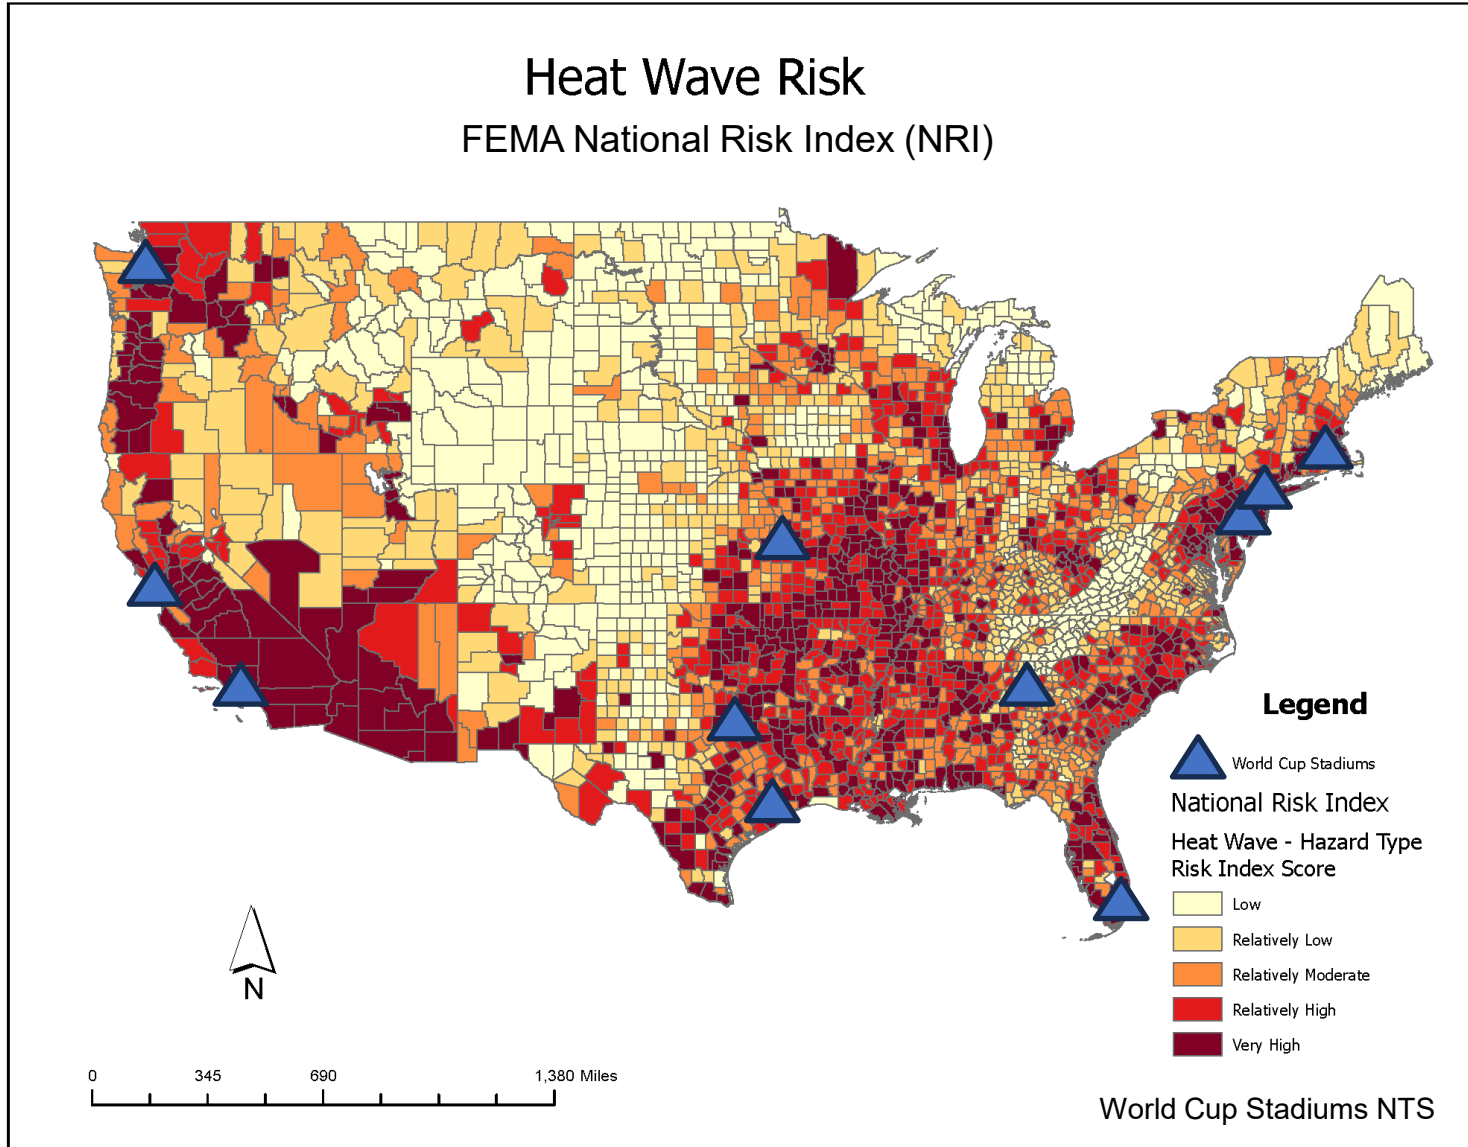 Heat Wave Risk
FEMA National Risk Index (NRI)
Legend
World Cup Stadiums
National Risk Index
Heat Wave - Hazard Type
Risk Index Score
Low
Relatively Low
Relatively Moderate
Relatively High
Very High
N
0 345 690 1,380 Miles
World Cup Stadiums NTS